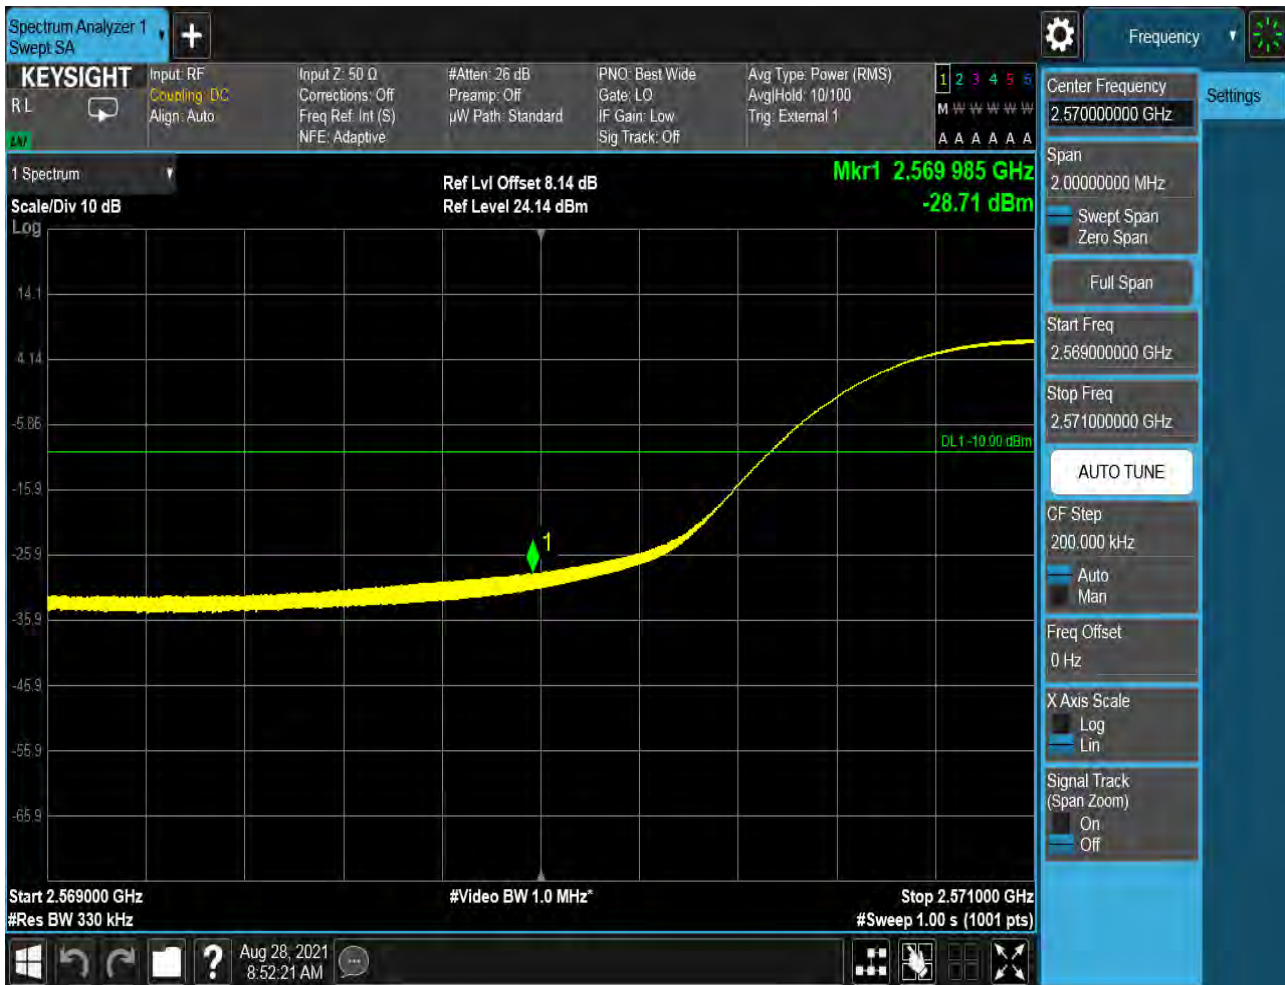 Spectrum Analyzer 1
Swept SA
Frequency
KEYSIGHT
R L
Input: RF
Coupling: DC
Align: Auto
Input Z: 50 Ω
Corrections: Off
Freq Ref: Int (S)
NFE: Adaptive
#Atten: 26 dB
Preamp: Off
µW Path: Standard
PNO: Best Wide
Gate: LO
IF Gain: Low
Sig Track: Off
Avg Type: Power (RMS)
Avg|Hold: 10/100
Trig: External 1
1 2 3 4 5 6
M W W W W W
A A A A A A
1 Spectrum
Scale/Div 10 dB
Log
Ref Lvl Offset 8.14 dB
Ref Level 24.14 dBm
Mkr1 2.569 985 GHz
-28.71 dBm
14.1
4.14
-5.86
DL1 -10.00 dBm
-15.9
1
-25.9
-35.9
-45.9
-55.9
-65.9
Start 2.569000 GHz
#Res BW 330 kHz
#Video BW 1.0 MHz*
Stop 2.571000 GHz
#Sweep 1.00 s (1001 pts)
Aug 28, 2021
8:52:21 AM
Center Frequency
2.570000000 GHz
Settings
Span
2.00000000 MHz
Swept Span
Zero Span
Full Span
Start Freq
2.569000000 GHz
Stop Freq
2.571000000 GHz
AUTO TUNE
CF Step
200.000 kHz
Auto
Man
Freq Offset
0 Hz
X Axis Scale
Log
Lin
Signal Track
(Span Zoom)
On
Off